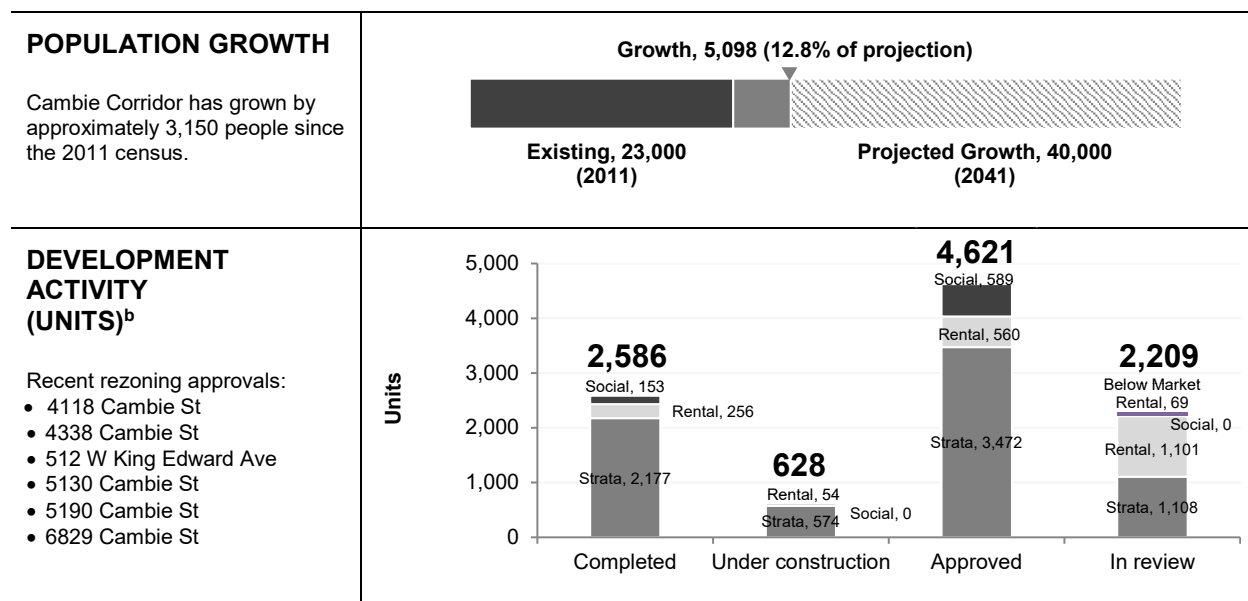 POPULATION GROWTH
Cambie Corridor has grown by
approximately 3,150 people since
the 2011 census.
Growth, 5,098 (12.8% of projection)
Existing, 23,000
(2011)
Projected Growth, 40,000
(2041)
DEVELOPMENT
ACTIVITY
(UNITS)b
Recent rezoning approvals:
• 4118 Cambie St
• 4338 Cambie St
• 512 W King Edward Ave
• 5130 Cambie St
• 5190 Cambie St
• 6829 Cambie St
Units
5,000
4,000
3,000
2,000
1,000
0
2,586
Social, 153
Rental, 256
Strata, 2,177
Completed
628
Rental, 54
Social, 0
Strata, 574
Under construction
4,621
Social, 589
Rental, 560
Strata, 3,472
Approved
2,209
Below Market
Rental, 69
Social, 0
Rental, 1,101
Strata, 1,108
In review